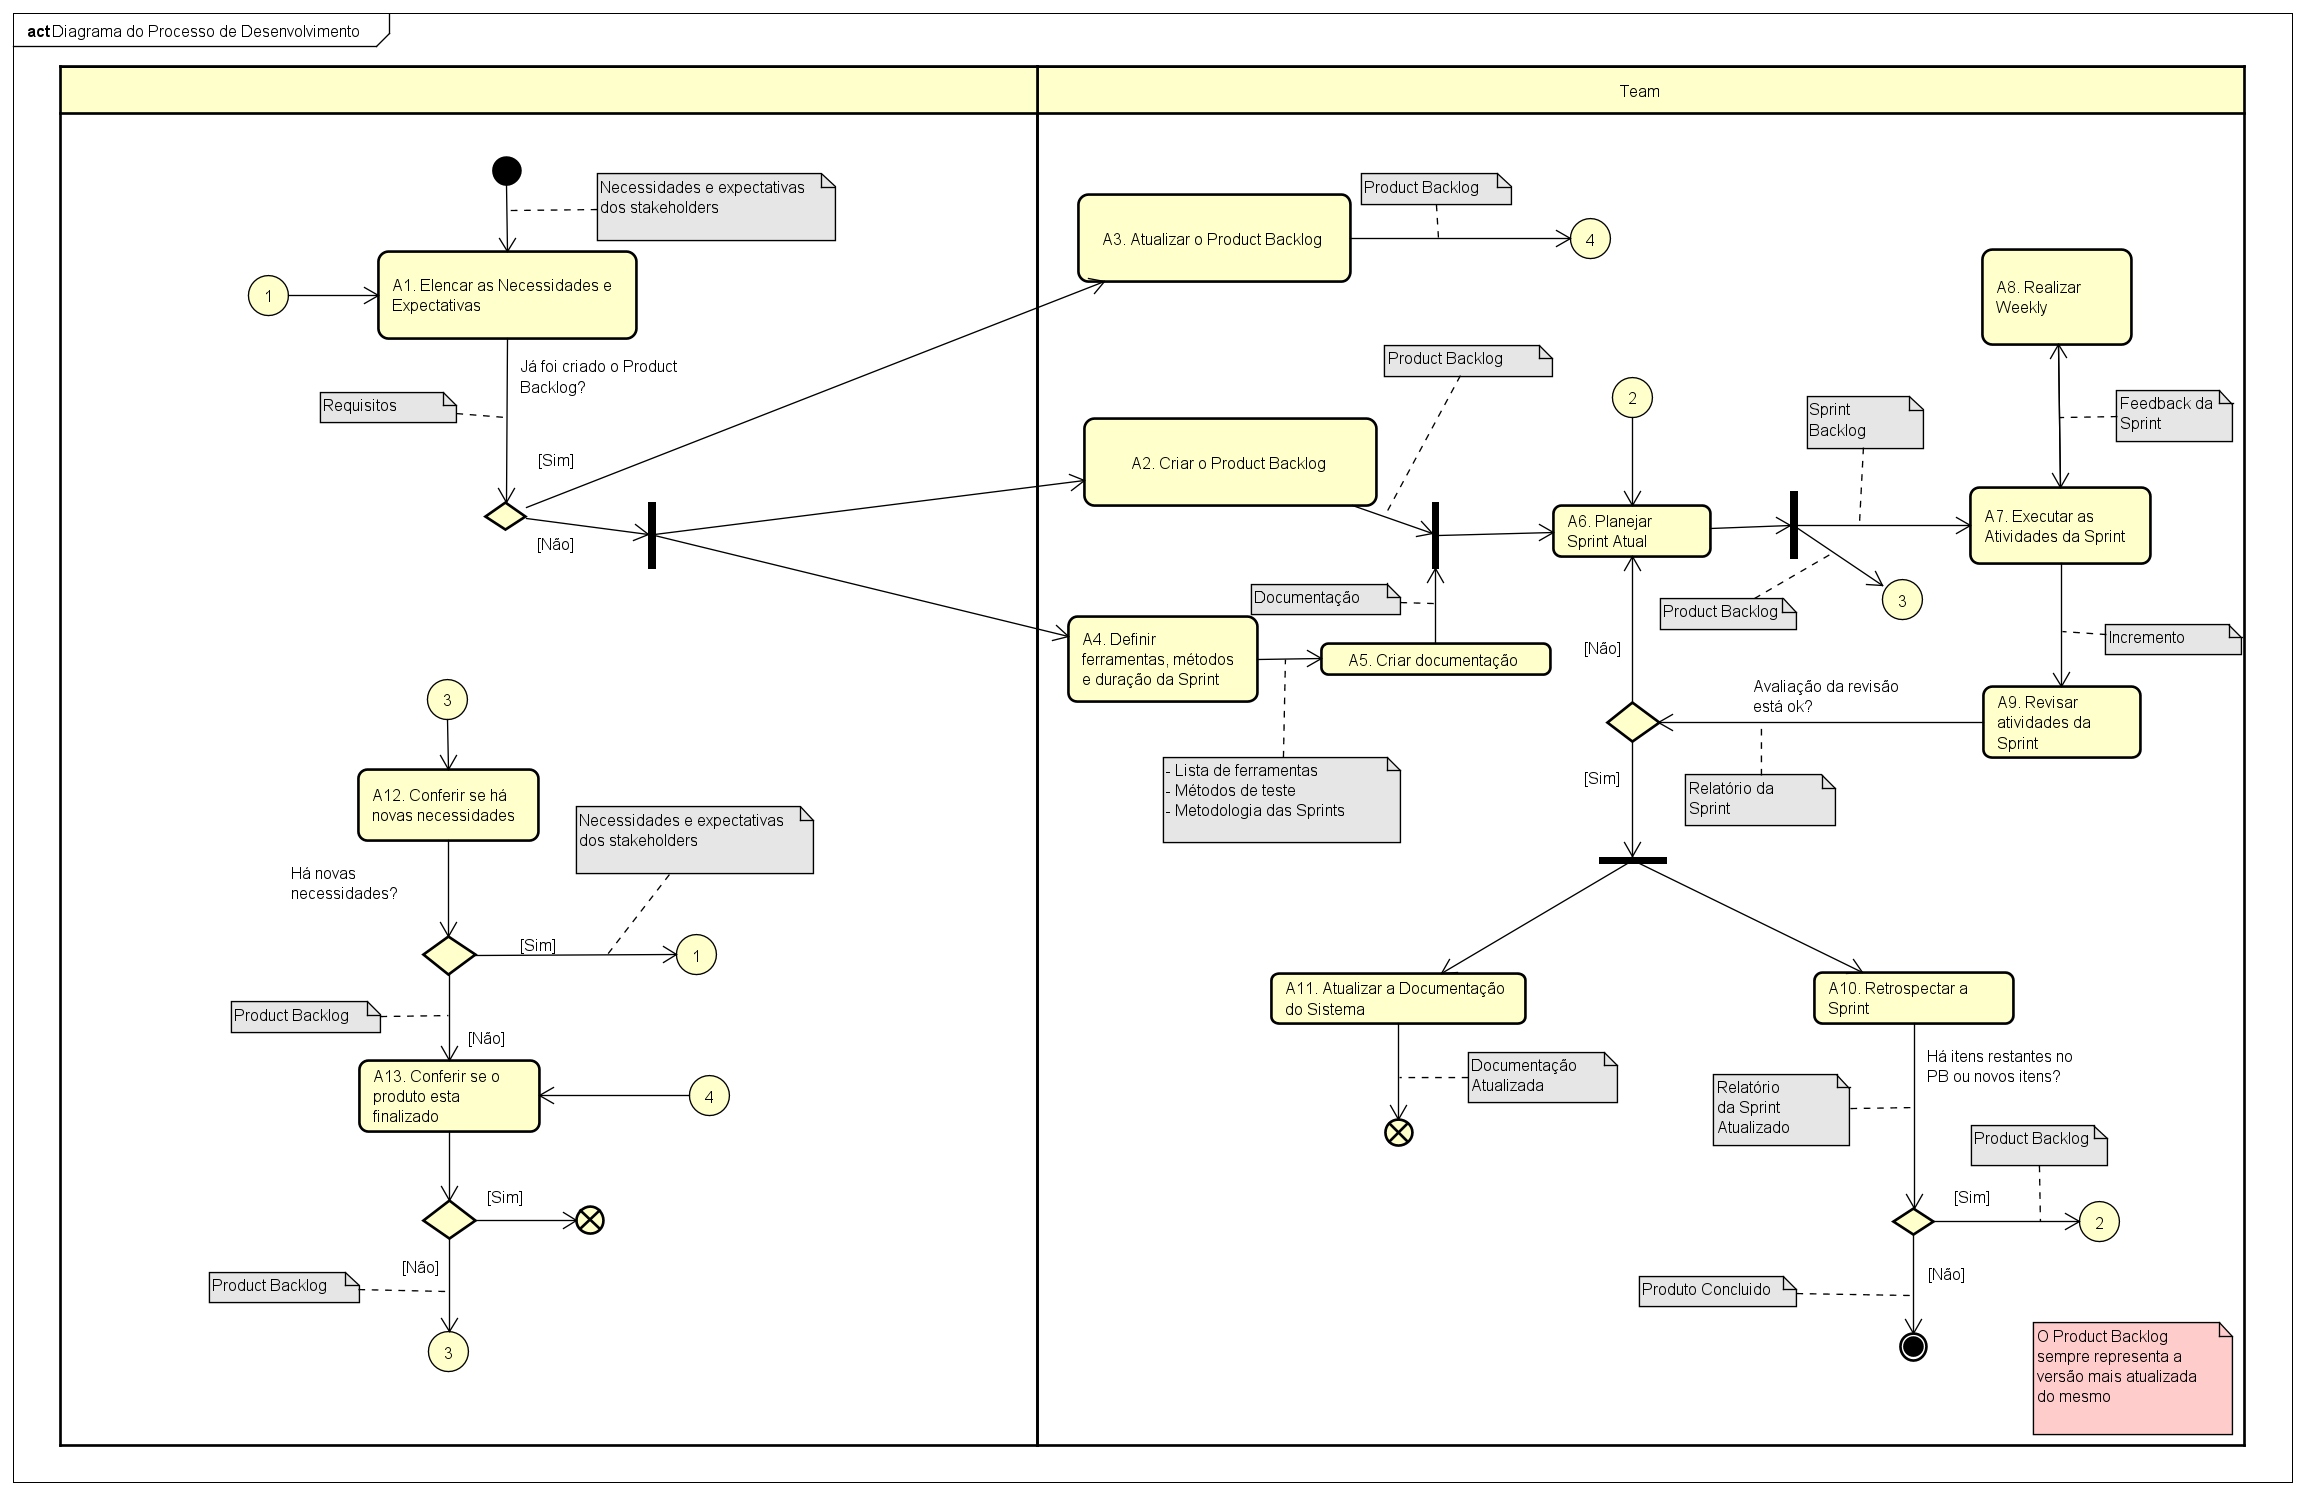 act Diagrama do Processo de Desenvolvimento
Team
Necessidades e expectativas
dos stakeholders
1
A1. Elencar as Necessidades e
Expectativas
Já foi criado o Product
Backlog?
Requisitos
[Sim]
[Não]
3
A12. Conferir se há
novas necessidades
Necessidades e expectativas
dos stakeholders
Há novas
necessidades?
[Sim]
1
Product Backlog
[Não]
A13. Conferir se o
produto esta
finalizado
4
[Sim]
[Não]
Product Backlog
3
A3. Atualizar o Product Backlog
Product Backlog
4
A2. Criar o Product Backlog
Product Backlog
2
A6. Planejar
Sprint Atual
Sprint
Backlog
A8. Realizar
Weekly
Feedback da
Sprint
A7. Executar as
Atividades da Sprint
Documentação
Product Backlog
3
A4. Definir
ferramentas, métodos
e duração da Sprint
A5. Criar documentação
[Não]
Incremento
Avaliação da revisão
está ok?
A9. Revisar
atividades da
Sprint
- Lista de ferramentas
- Métodos de teste
- Metodologia das Sprints
[Sim]
Relatório da
Sprint
A11. Atualizar a Documentação
do Sistema
A10. Retrospectar a
Sprint
Documentação
Atualizada
Há itens restantes no
PB ou novos itens?
Relatório
da Sprint
Atualizado
Product Backlog
[Sim]
2
[Não]
Produto Concluido
O Product Backlog
sempre representa a
versão mais atualizada
do mesmo